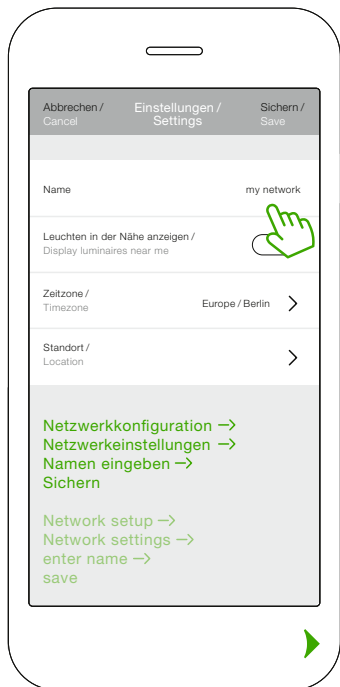 Abbrechen / Einstellungen / Sichern /
Cancel Settings Save
Name my network
Leuchten in der Nähe anzeigen /
Display luminaires near me
Zeitzone /
Timezone
Europe / Berlin
Standort /
Location
Netzwerkkonfiguration →
Netzwerkeinstellungen →
Namen eingeben →
Sichern
Network setup →
Network settings →
enter name →
save